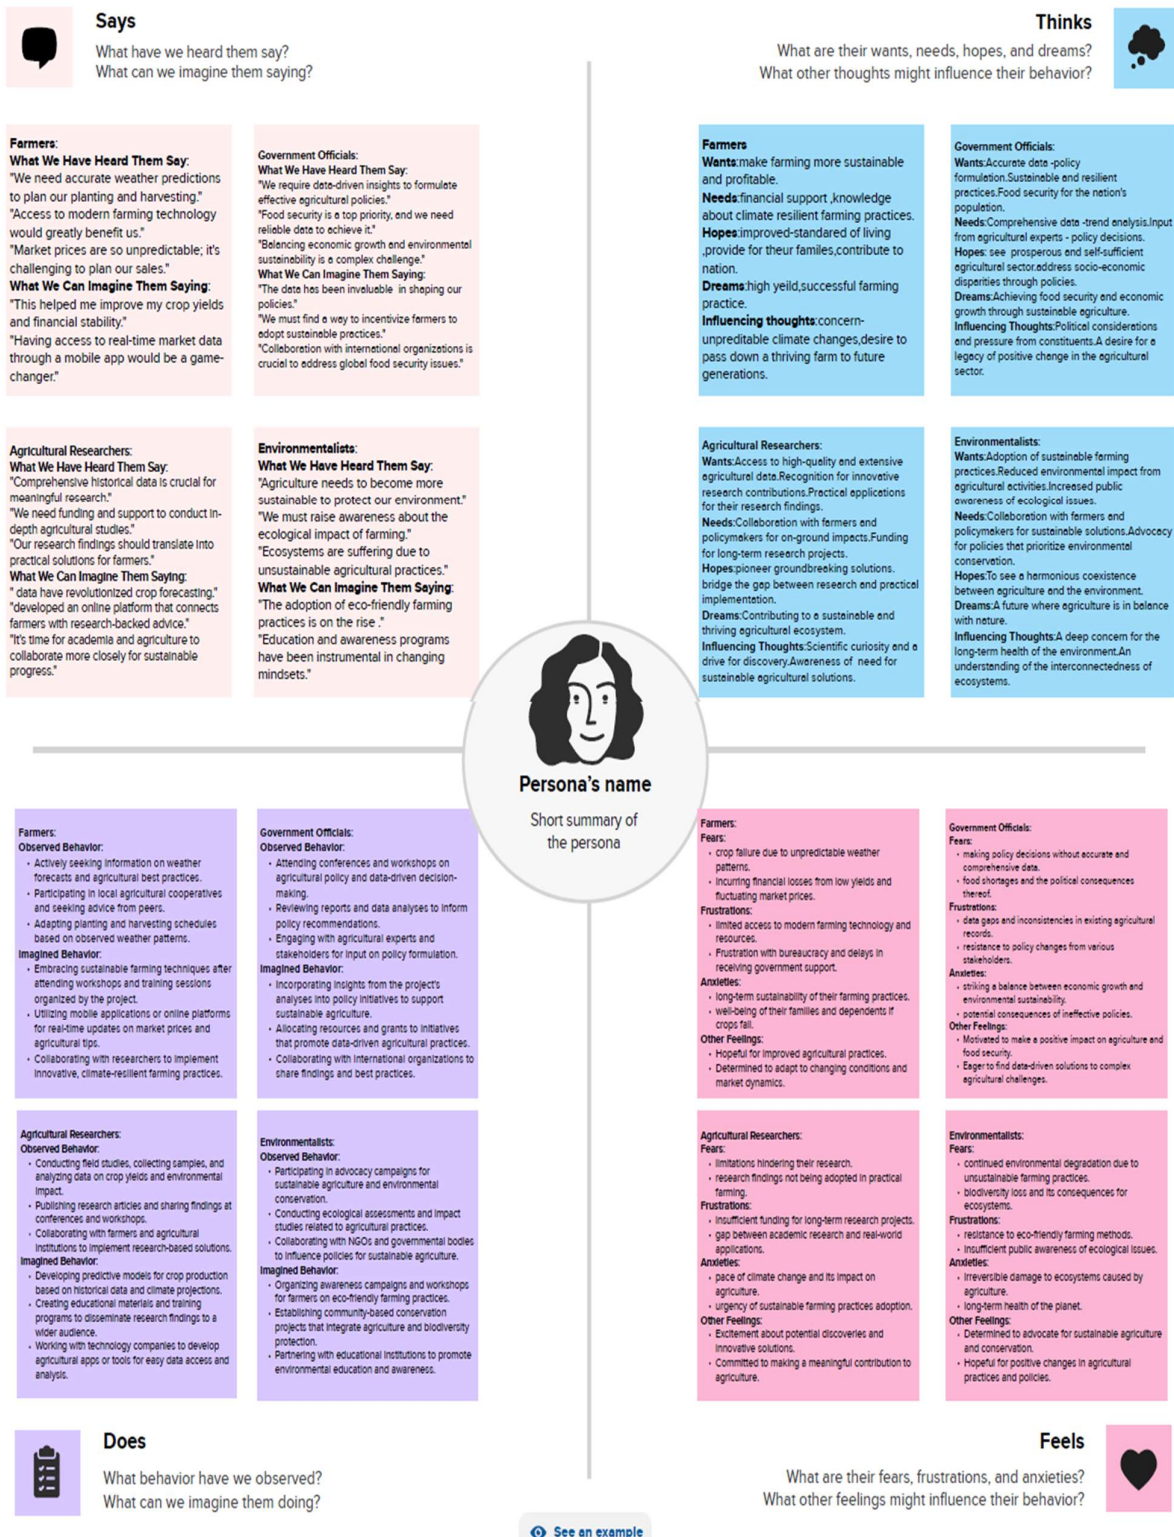 Says
What have we heard them say?
What can we imagine them saying?
Thinks
What are their wants, needs, hopes, and dreams?
What other thoughts might influence their behavior?
Farmers:
What We Have Heard Them Say:
"We need accurate weather predictions
to plan our planting and harvesting."
"Access to modern farming technology
would greatly benefit us."
"Market prices are so unpredictable; it's
challenging to plan our sales."
What We Can Imagine Them Saying:
"This helped me improve my crop yields
and financial stability."
"Having access to real-time market data
through a mobile app would be a game-
changer."
Government Officials:
What We Have Heard Them Say:
"We require data-driven insights to formulate
effective agricultural policies."
"Food security is a top priority, and we need
reliable data to achieve it."
"Balancing economic growth and environmental
sustainability is a complex challenge."
What We Can Imagine Them Saying:
"The data has been invaluable in shaping our
policies."
"We must find a way to incentivize farmers to
adopt sustainable practices."
"Collaboration with international organizations is
crucial to address global food security issues."
Agricultural Researchers:
What We Have Heard Them Say:
"Comprehensive historical data is crucial for
meaningful research."
"We need funding and support to conduct in-
depth agricultural studies."
"Our research findings should translate into
practical solutions for farmers."
What We Can Imagine Them Saying:
" data have revolutionized crop forecasting."
"developed an online platform that connects
farmers with research-backed advice."
"It's time for academia and agriculture to
collaborate more closely for sustainable
progress."
Environmentalists:
What We Have Heard Them Say:
"Agriculture needs to become more
sustainable to protect our environment."
"We must raise awareness about the
ecological impact of farming."
"Ecosystems are suffering due to
unsustainable agricultural practices."
What We Can Imagine Them Saying:
"The adoption of eco-friendly farming
practices is on the rise ."
"Education and awareness programs
have been instrumental in changing
mindsets."
Farmers
Wants:make farming more sustainable
and profitable.
Needs:financial support ,knowledge
about climate resilient farming practices.
Hopes:improved-standared of living
,provide for theur familes,contribute to
nation.
Dreams:high yeild,successful farming
practice.
Influencing thoughts:concern-
unpreditable climate changes,desire to
pass down a thriving farm to future
generations.
Government Officials:
Wants:Accurate data -policy
formulation.Sustainable and resilient
practices.Food security for the nation's
population.
Needs:Comprehensive data -trend analysis.Input
from agricultural experts - policy decisions.
Hopes: see prosperous and self-sufficient
agricultural sector.address socio-economic
disparities through policies.
Dreams:Achieving food security and economic
growth through sustainable agriculture.
Influencing Thoughts:Political considerations
and pressure from constituents.A desire for a
legacy of positive change in the agricultural
sector.
Agricultural Researchers:
Wants:Access to high-quality and extensive
agricultural data.Recognition for innovative
research contributions.Practical applications
for their research findings.
Needs:Collaboration with farmers and
policymakers for on-ground impacts.Funding
for long-term research projects.
Hopes:pioneer groundbreaking solutions.
bridge the gap between research and practical
implementation.
Dreams:Contributing to a sustainable and
thriving agricultural ecosystem.
Influencing Thoughts:Scientific curiosity and a
drive for discovery.Awareness of need for
sustainable agricultural solutions.
Environmentalists:
Wants:Adoption of sustainable farming
practices.Reduced environmental impact from
agricultural activities.Increased public
awareness of ecological issues.
Needs:Collaboration with farmers and
policymakers for sustainable solutions.Advocacy
for policies that prioritize environmental
conservation.
Hopes:To see a harmonious coexistence
between agriculture and the environment.
Dreams:A future where agriculture is in balance
with nature.
Influencing Thoughts:A deep concern for the
long-term health of the environment.An
understanding of the interconnectedness of
ecosystems.
Persona's name
Short summary of
the persona
Farmers:
Observed Behavior:
• Actively seeking information on weather
forecasts and agricultural best practices.
• Participating in local agricultural cooperatives
and seeking advice from peers.
• Adapting planting and harvesting schedules
based on observed weather patterns.
Imagined Behavior:
• Embracing sustainable farming techniques after
attending workshops and training sessions
organized by the project.
• Utilizing mobile applications or online platforms
for real-time updates on market prices and
agricultural tips.
• Collaborating with researchers to implement
innovative, climate-resilient farming practices.
Government Officials:
Observed Behavior:
• Attending conferences and workshops on
agricultural policy and data-driven decision-
making.
• Reviewing reports and data analyses to inform
policy recommendations.
• Engaging with agricultural experts and
stakeholders for input on policy formulation.
Imagined Behavior:
• Incorporating insights from the project's
analyses into policy initiatives to support
sustainable agriculture.
• Allocating resources and grants to initiatives
that promote data-driven agricultural practices.
• Collaborating with international organizations to
share findings and best practices.
Agricultural Researchers:
Observed Behavior:
• Conducting field studies, collecting samples, and
analyzing data on crop yields and environmental
impact.
• Publishing research articles and sharing findings at
conferences and workshops.
• Collaborating with farmers and agricultural
institutions to implement research-based solutions.
Imagined Behavior:
• Developing predictive models for crop production
based on historical data and climate projections.
• Creating educational materials and training
programs to disseminate research findings to a
wider audience.
• Working with technology companies to develop
agricultural apps or tools for easy data access and
analysis.
Environmentalists:
Observed Behavior:
• Participating in advocacy campaigns for
sustainable agriculture and environmental
conservation.
• Conducting ecological assessments and impact
studies related to agricultural practices.
• Collaborating with NGOs and governmental bodies
to influence policies for sustainable agriculture.
Imagined Behavior:
• Organizing awareness campaigns and workshops
for farmers on eco-friendly farming practices.
• Establishing community-based conservation
projects that integrate agriculture and biodiversity
protection.
• Partnering with educational institutions to promote
environmental education and awareness.
Farmers:
Fears:
• crop failure due to unpredictable weather
patterns.
• Incurring financial losses from low yields and
fluctuating market prices.
Frustrations:
• limited access to modern farming technology and
resources.
• Frustration with bureaucracy and delays in
receiving government support.
Anxieties:
• long-term sustainability of their farming practices.
• well-being of their families and dependents if
crops fail.
Other Feelings:
• Hopeful for improved agricultural practices.
• Determined to adapt to changing conditions and
market dynamics.
Government Officials:
Fears:
• making policy decisions without accurate and
comprehensive data.
• food shortages and the political consequences
thereof.
Frustrations:
• data gaps and inconsistencies in existing agricultural
records.
• resistance to policy changes from various
stakeholders.
Anxieties:
• striking a balance between economic growth and
environmental sustainability.
• potential consequences of ineffective policies.
Other Feelings:
• Motivated to make a positive impact on agriculture and
food security.
• Eager to find data-driven solutions to complex
agricultural challenges.
Agricultural Researchers:
Fears:
• limitations hindering their research.
• research findings not being adopted in practical
farming.
Frustrations:
• insufficient funding for long-term research projects.
• gap between academic research and real-world
applications.
Anxieties:
• pace of climate change and its impact on
agriculture.
• urgency of sustainable farming practices adoption.
Other Feelings:
• Excitement about potential discoveries and
innovative solutions.
• Committed to making a meaningful contribution to
agriculture.
Environmentalists:
Fears:
• continued environmental degradation due to
unsustainable farming practices.
• biodiversity loss and its consequences for
ecosystems.
Frustrations:
• resistance to eco-friendly farming methods.
• Insufficient public awareness of ecological issues.
Anxieties:
• Irreversible damage to ecosystems caused by
agriculture.
• long-term health of the planet.
Other Feelings:
• Determined to advocate for sustainable agriculture
and conservation.
• Hopeful for positive changes in agricultural
practices and policies.
Does
What behavior have we observed?
What can we imagine them doing?
Feels
What are their fears, frustrations, and anxieties?
What other feelings might influence their behavior?
See an example